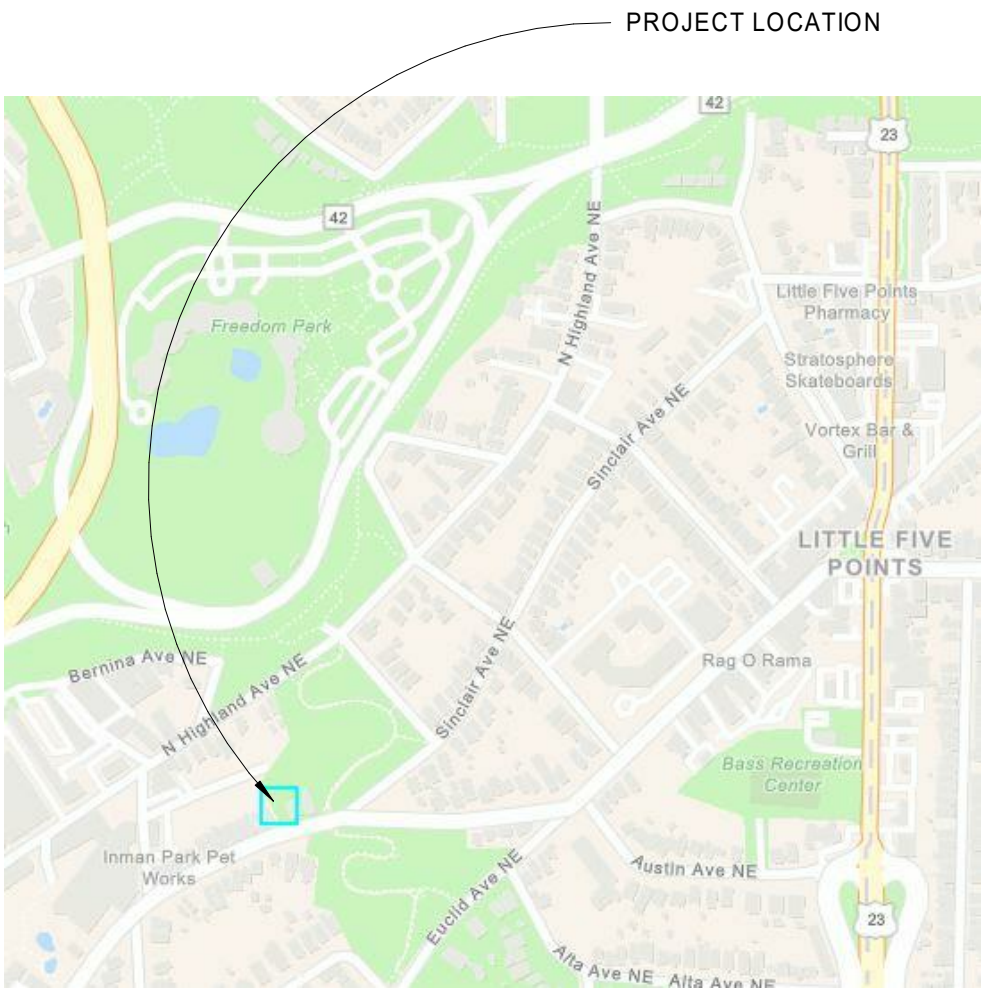 PROJECT LOCATION
42
23
42
N Highland Ave NE
Little Five Points
Pharmacy
Freedom Park
Stratosphere
Skateboards
Sinclair Ave NE
Vortex Bar &
Grill
LITTLE FIVE
POINTS
Bernina Ave NE
Rag O Rama
N Highland Ave NE
Sinclair Ave NE
Bass Recreation
Center
Inman Park Pet
Works
Austin Ave NE
Euclid Ave NE
23
Alta Ave NE
Alta Ave NE